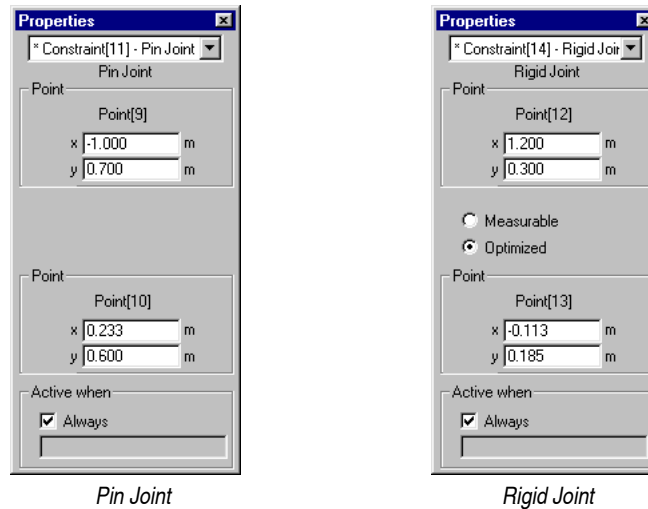 Properties
* Constraint[11] - Pin Joint
Pin Joint
Point
Point[9]
x -1.000 m
y 0.700 m
Point
Point[10]
x 0.233 m
y 0.600 m
Active when
Always
Pin Joint
Properties
* Constraint[14] - Rigid Joir
Rigid Joint
Point
Point[12]
x 1.200 m
y 0.300 m
Measurable
Optimized
Point
Point[13]
x -0.113 m
y 0.185 m
Active when
Always
Rigid Joint